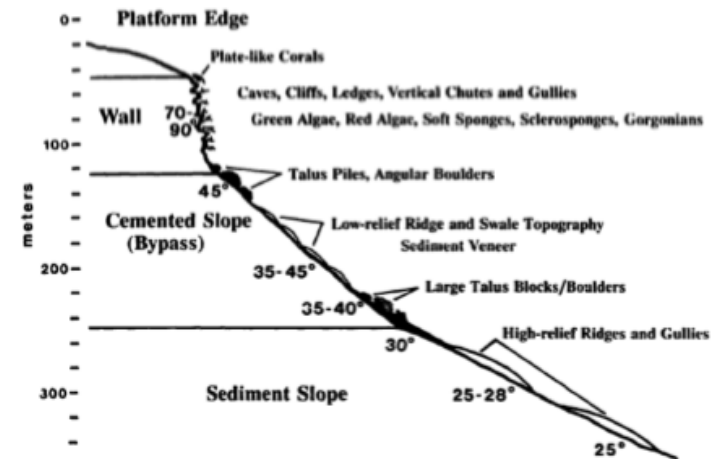 0-
Platform Edge
Plate-like Corals
Caves, Cliffs, Ledges, Vertical Chutes and Gullies
Wall
70-
90°
Green Algae, Red Algae, Soft Sponges, Sclerosponges, Gorgonians
100-
Talus Piles, Angular Boulders
45°
meters
Cemented Slope
(Bypass)
Low-relief Ridge and Swale Topography
Sediment Veneer
200-
35-45°
Large Talus Blocks/Boulders
35-40°
High-relief Ridges and Gullies
30°
300-
Sediment Slope
25-28°
25°